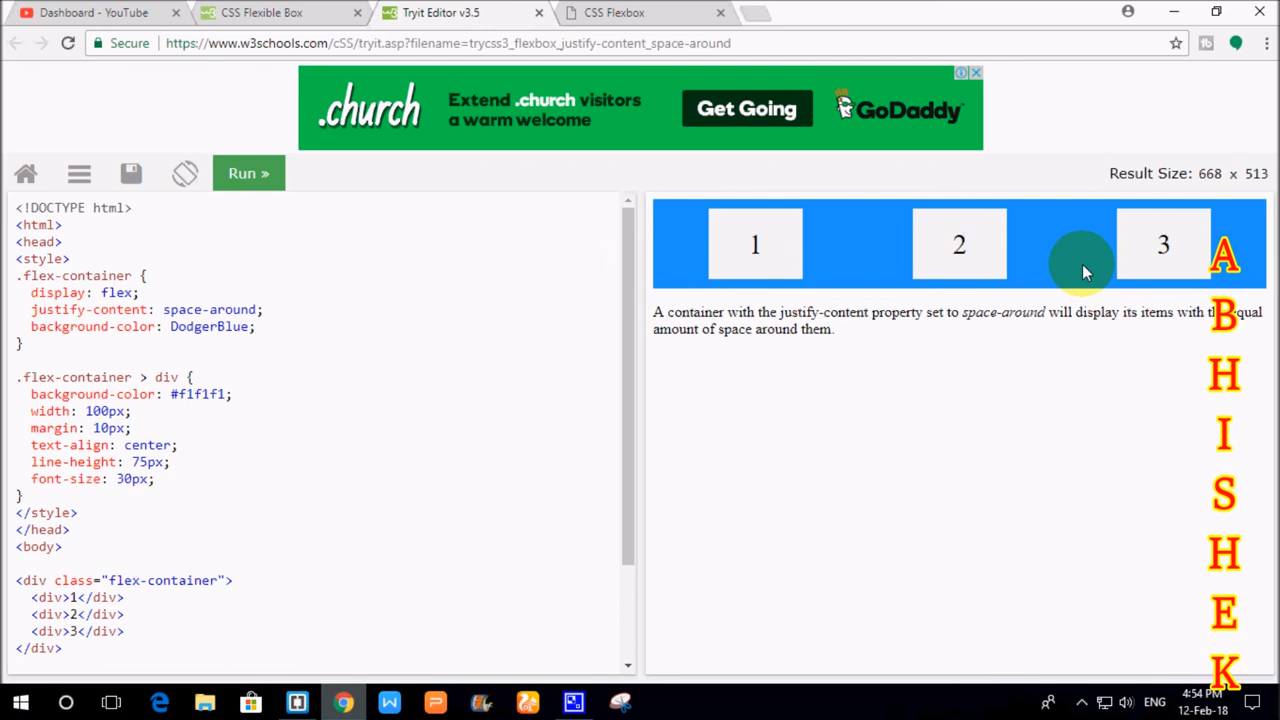 Dashboard - YouTube
CSS Flexible Box
Tryit Editor v3.5
CSS Flexbox
Secure
https://www.w3schools.com/cSS/tryit.asp?filename=trycss3_flexbox_justify-content_space-around
.church
Extend .church visitors
a warm welcome
Get Going
GoDaddy
Run »
Result Size: 668 x 513
<!DOCTYPE html>
<html>
<head>
<style>
.flex-container {
display: flex;
justify-content: space-around;
background-color: DodgerBlue;
}
.flex-container > div {
background-color: #f1f1f1;
width: 100px;
margin: 10px;
text-align: center;
line-height: 75px;
font-size: 30px;
}
</style>
</head>
<body>
<div class="flex-container">
<div>1</div>
<div>2</div>
<div>3</div>
</div>
1
2
3
A container with the justify-content property set to space-around will display its items with equal
amount of space around them.
A
B
H
I
S
H
E
K
ENG
4:54 PM
12-Feb-18